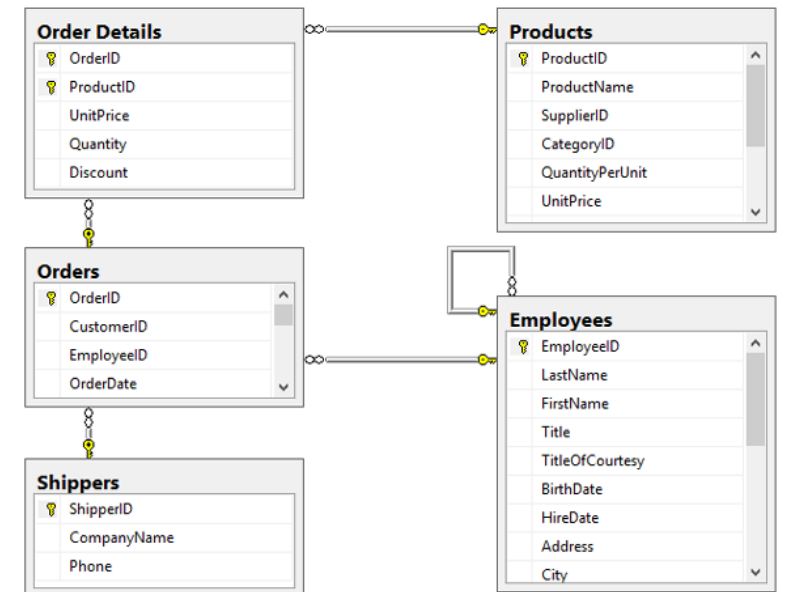 Order Details
OrderID
ProductID
UnitPrice
Quantity
Discount
Products
ProductID
ProductName
SupplierID
CategoryID
QuantityPerUnit
UnitPrice
Orders
OrderID
CustomerID
EmployeeID
OrderDate
Employees
EmployeeID
LastName
FirstName
Title
TitleOfCourtesy
BirthDate
HireDate
Address
City
Shippers
ShipperID
CompanyName
Phone